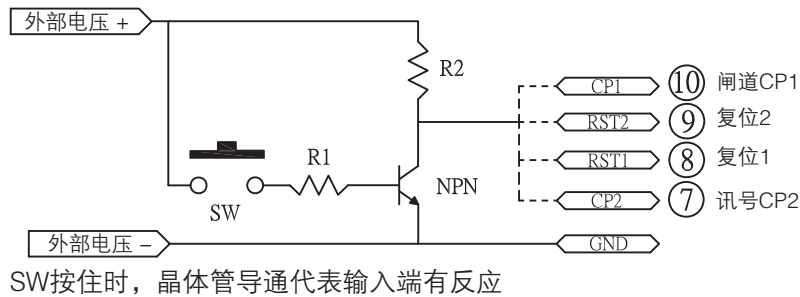 外部电压 +
R2
CP1 ⑩ 闸道CP1
RST2 ⑨ 复位2
R1
RST1 ⑧ 复位1
NPN
SW
CP2 ⑦ 讯号CP2
外部电压 -
GND
SW按住时，晶体管导通代表输入端有反应